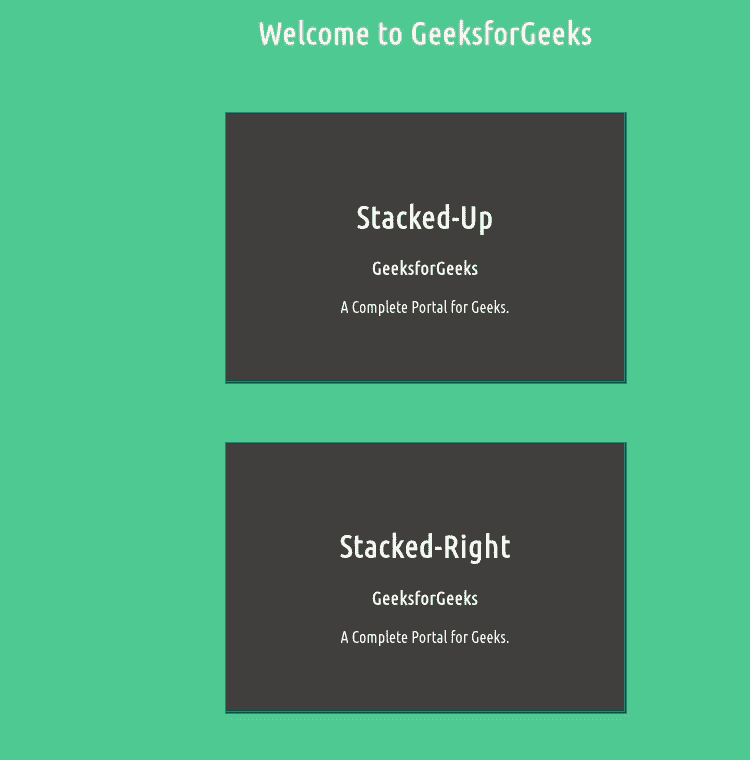 Welcome to GeeksforGeeks
Stacked-Up
GeeksforGeeks
A Complete Portal for Geeks.
Stacked-Right
GeeksforGeeks
A Complete Portal for Geeks.